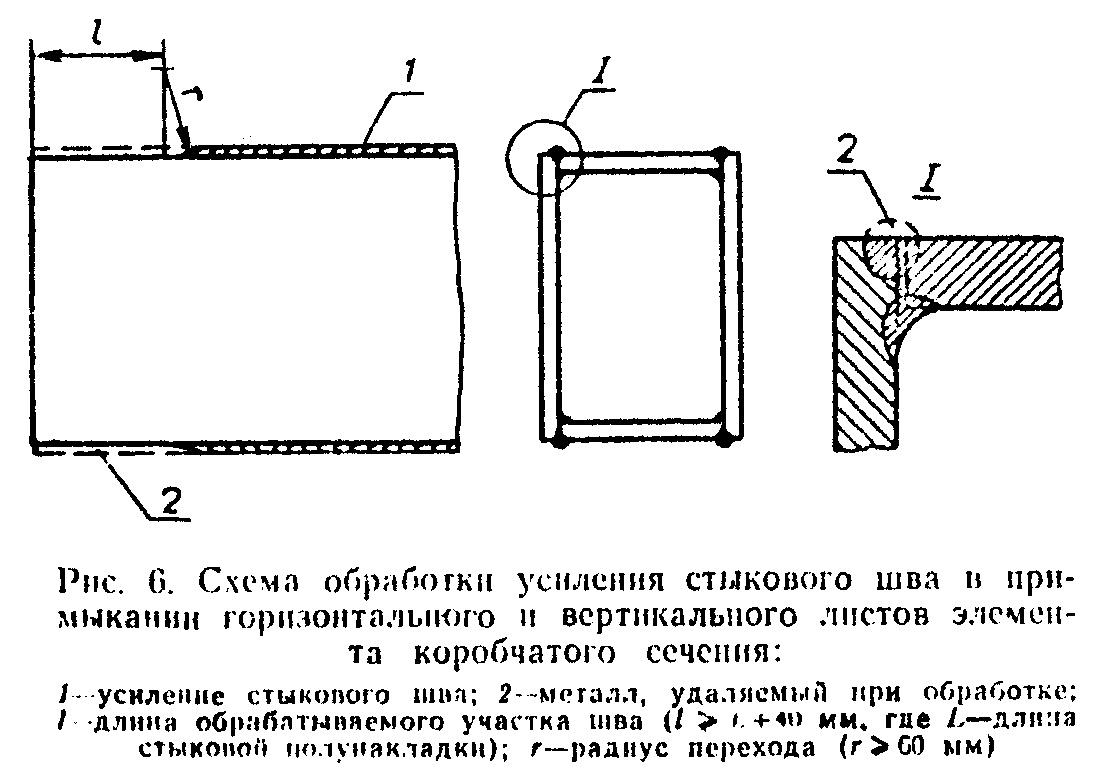 l
r
1
I
2
I
2
Рис. 6. Схема обработки усиления стыкового шва в при-
мыкании горизонтального и вертикального листов элемен-
та коробчатого сечения:
1—усиление стыкового шва; 2—металл, удаляемый при обработке;
l—длина обрабатываемого участка шва (l ⩾ L+40 мм, где L—длина
стыковой полунакладки); r—радиус перехода (r ⩾ 60 мм)